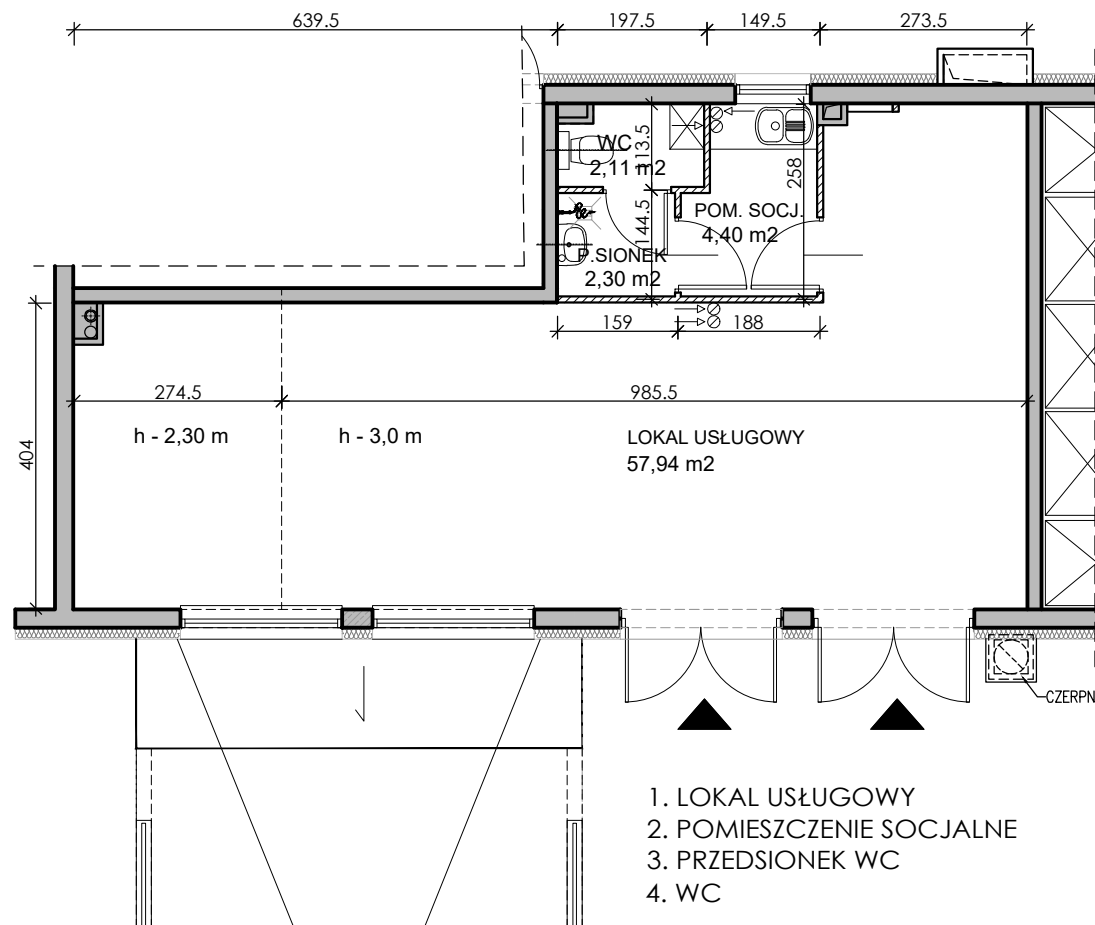 639.5
197.5
149.5
273.5
WC
2,11 m2
113.5
258
144.5
POM. SOCJ.
4,40 m2
P.SIONEK
2,30 m2
159
188
274.5
985.5
404
h - 2,30 m
h - 3,0 m
LOKAL USŁUGOWY
57,94 m2
CZERPN
1. LOKAL USŁUGOWY
2. POMIESZCZENIE SOCJALNE
3. PRZEDSIONEK WC
4. WC